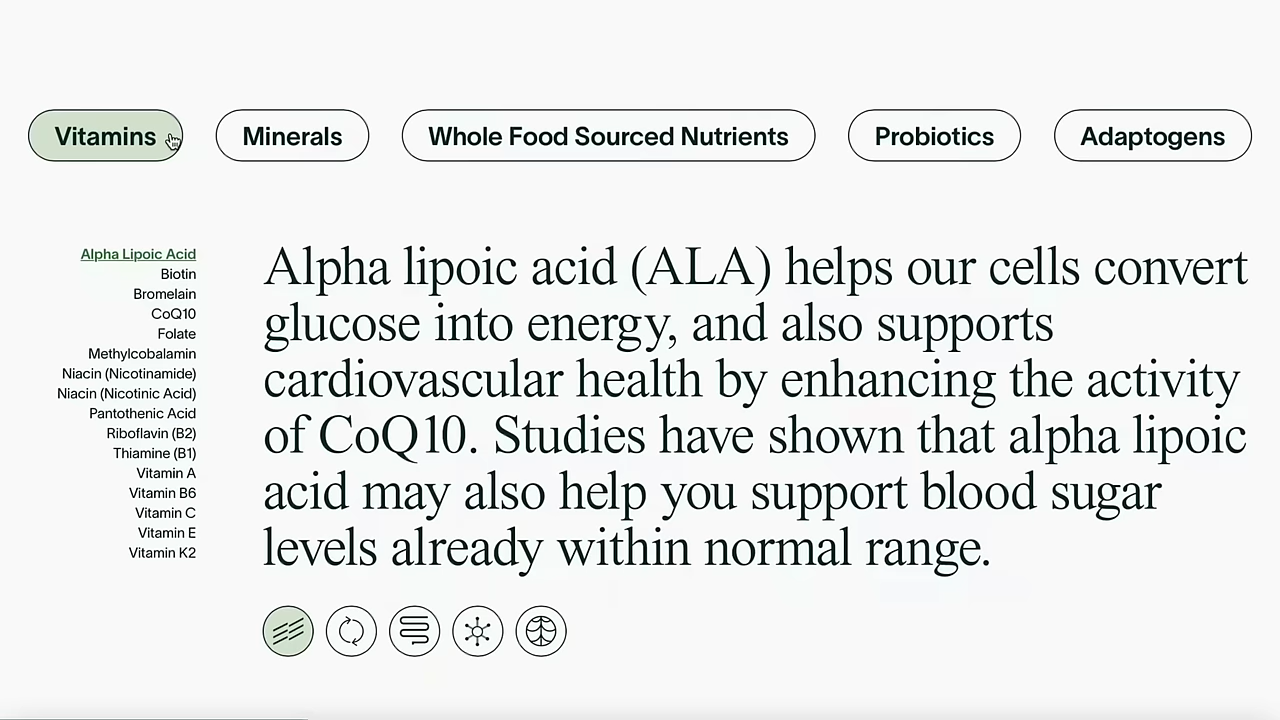 Vitamins
Minerals
Whole Food Sourced Nutrients
Probiotics
Adaptogens
Alpha Lipoic Acid
Biotin
Bromelain
CoQ10
Folate
Methylcobalamin
Niacin (Nicotinamide)
Niacin (Nicotinic Acid)
Pantothenic Acid
Riboflavin (B2)
Thiamine (B1)
Vitamin A
Vitamin B6
Vitamin C
Vitamin E
Vitamin K2
Alpha lipoic acid (ALA) helps our cells convert
glucose into energy, and also supports
cardiovascular health by enhancing the activity
of CoQ10. Studies have shown that alpha lipoic
acid may also help you support blood sugar
levels already within normal range.